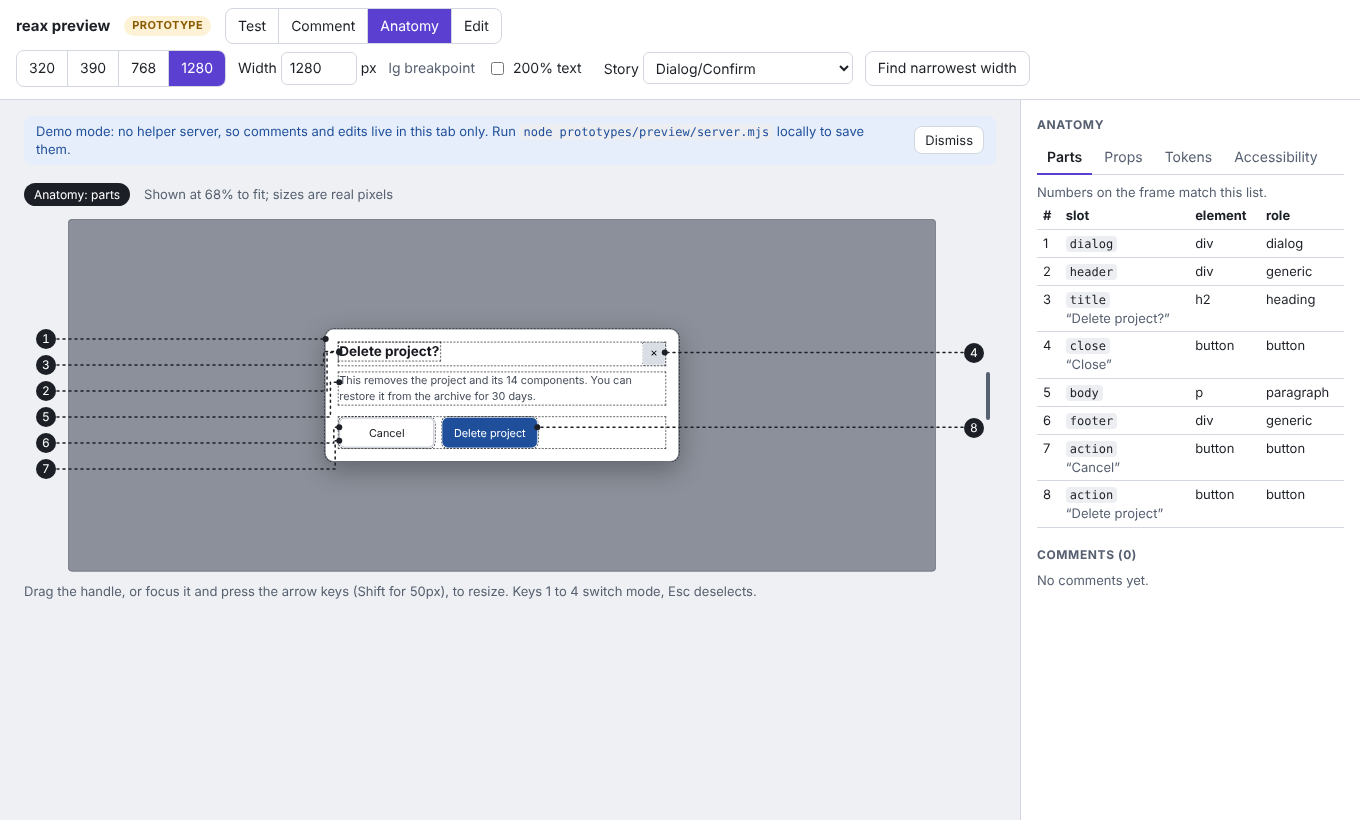 reax preview PROTOTYPE Test Comment Anatomy Edit
320 390 768 1280 Width 1280 px lg breakpoint 200% text Story Dialog/Confirm Find narrowest width
Demo mode: no helper server, so comments and edits live in this tab only. Run node prototypes/preview/server.mjs locally to save
them.
Dismiss
Anatomy: parts Shown at 68% to fit; sizes are real pixels
1
3
2
5
6
7
Delete project?
×
This removes the project and its 14 components. You can
restore it from the archive for 30 days.
Cancel Delete project
4
8
Drag the handle, or focus it and press the arrow keys (Shift for 50px), to resize. Keys 1 to 4 switch mode, Esc deselects.
ANATOMY
Parts Props Tokens Accessibility
Numbers on the frame match this list.
# slot element role
1 dialog div dialog
2 header div generic
3 title h2 heading
“Delete project?”
4 close button button
“Close”
5 body p paragraph
6 footer div generic
7 action button button
“Cancel”
8 action button button
“Delete project”
COMMENTS (0)
No comments yet.